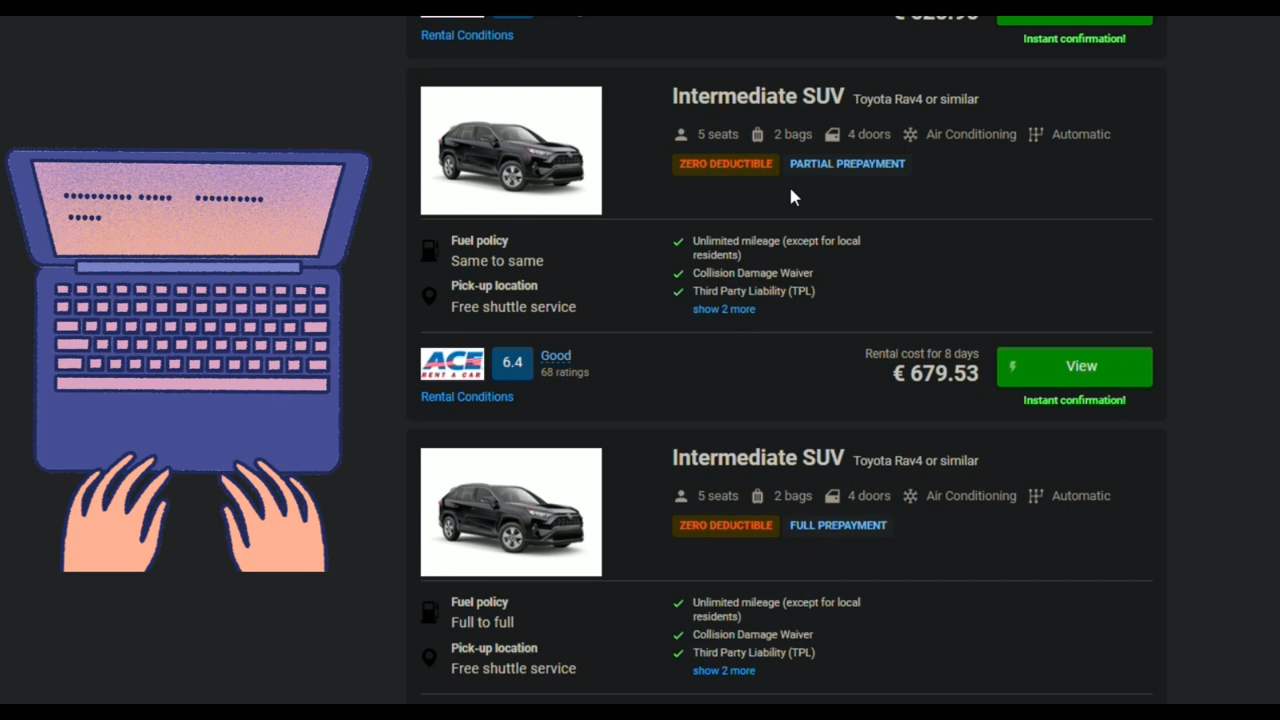 Rental Conditions
Instant confirmation!
Intermediate SUV Toyota Rav4 or similar
5 seats 2 bags 4 doors Air Conditioning Automatic
ZERO DEDUCTIBLE PARTIAL PREPAYMENT
Fuel policy
Same to same
Pick-up location
Free shuttle service
Unlimited mileage (except for local
residents)
Collision Damage Waiver
Third Party Liability (TPL)
show 2 more
ACE
RENT A CAR
6.4
Good
68 ratings
Rental Conditions
Rental cost for 8 days
€ 679.53
View
Instant confirmation!
Intermediate SUV Toyota Rav4 or similar
5 seats 2 bags 4 doors Air Conditioning Automatic
ZERO DEDUCTIBLE FULL PREPAYMENT
Fuel policy
Full to full
Pick-up location
Free shuttle service
Unlimited mileage (except for local
residents)
Collision Damage Waiver
Third Party Liability (TPL)
show 2 more